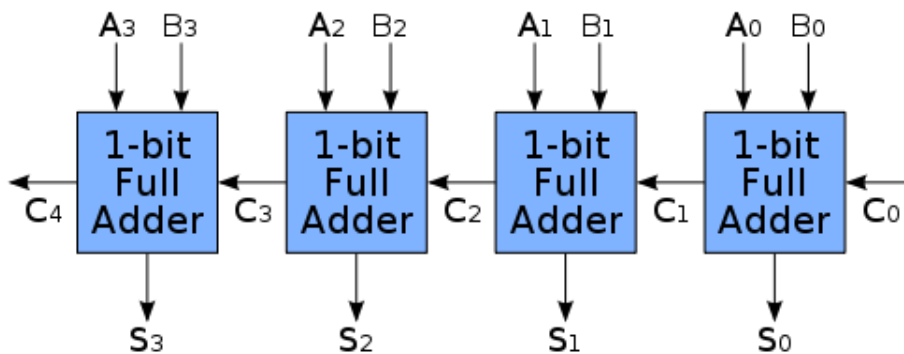 A3 B3 A2 B2 A1 B1 A0 B0
1-bit Full Adder
1-bit Full Adder
1-bit Full Adder
1-bit Full Adder
C4 C3 C2 C1 C0
S3 S2 S1 S0